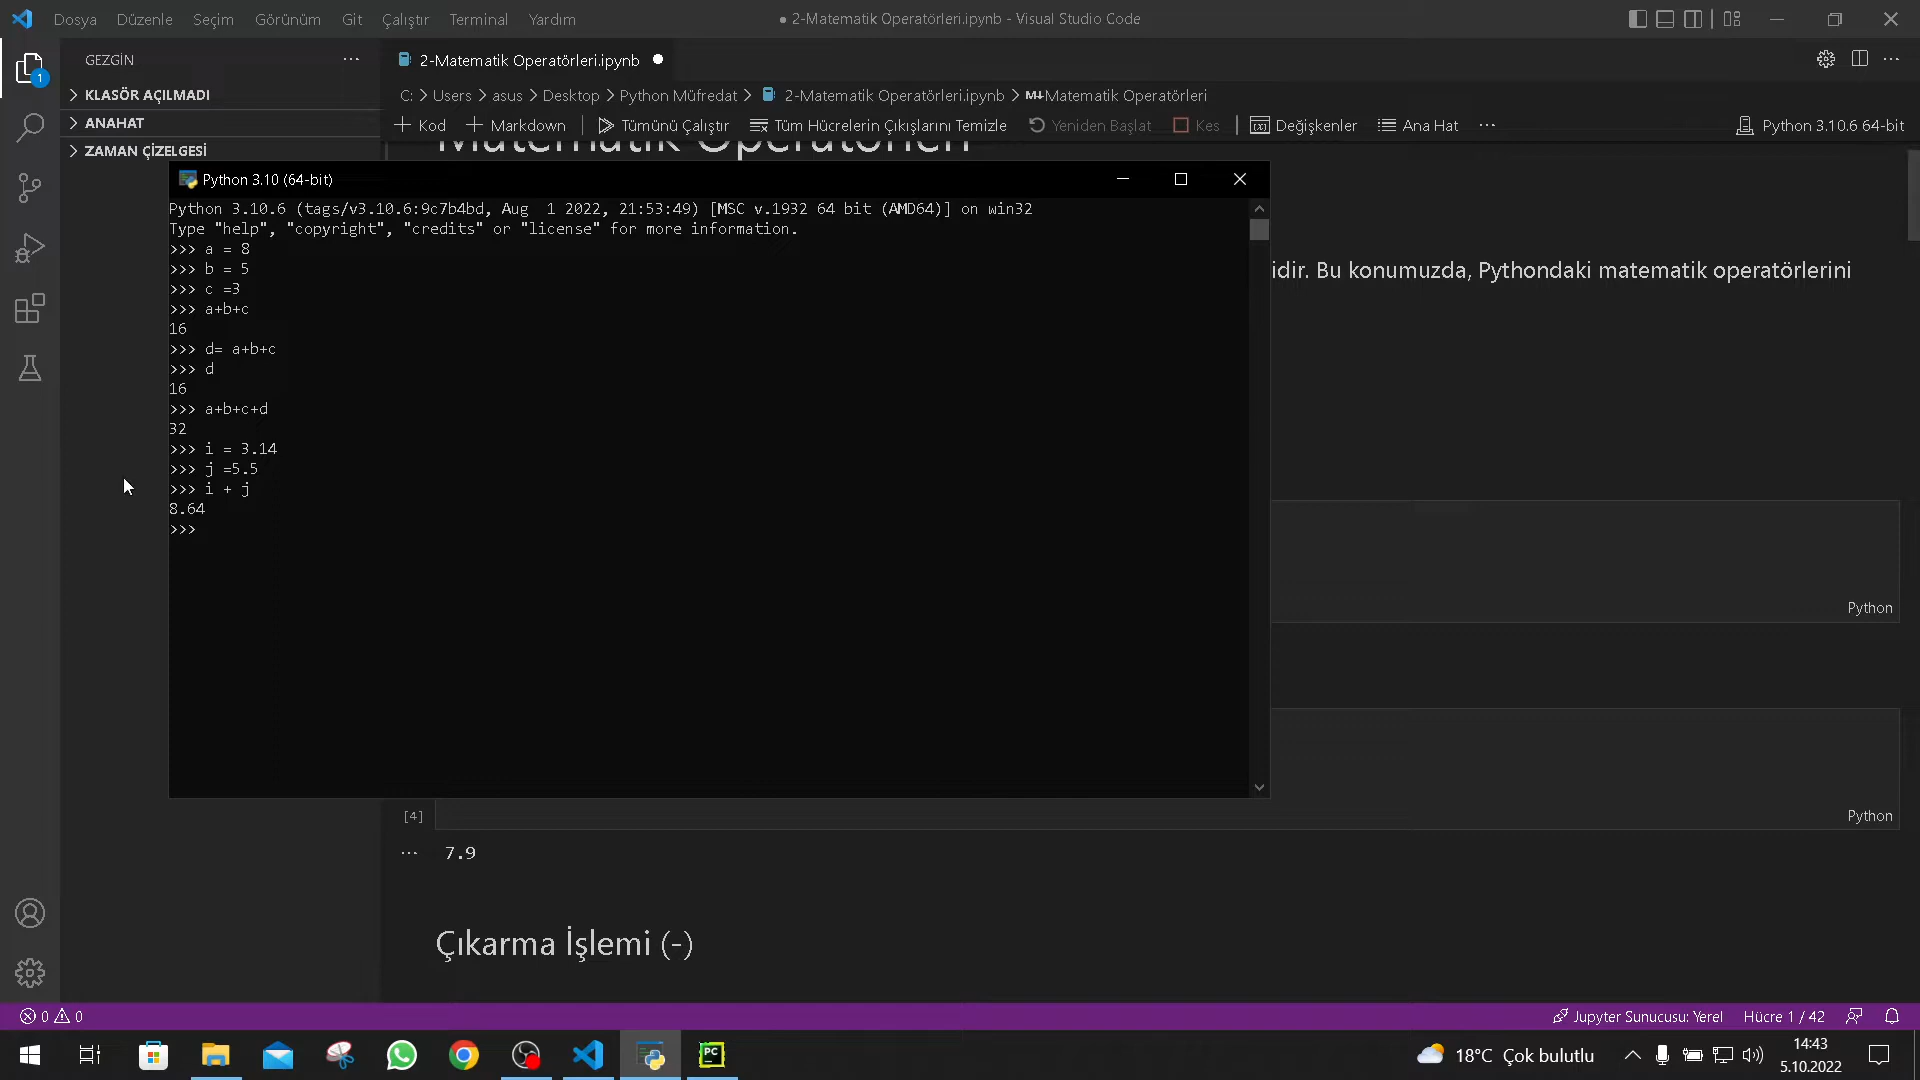 Dosya Düzenle Seçim Görünüm Git Çalıştır Terminal Yardım
● 2-Matematik Operatörleri.ipynb - Visual Studio Code
GEZGİN
2-Matematik Operatörleri.ipynb
KLASÖR AÇILMADI
C: > Users > asus > Desktop > Python Müfredat > 2-Matematik Operatörleri.ipynb > M↓Matematik Operatörleri
ANAHAT
+ Kod + Markdown Tümünü Çalıştır Tüm Hücrelerin Çıkışlarını Temizle Yeniden Başlat Kes Değişkenler Ana Hat ... Python 3.10.6 64-bit
ZAMAN ÇİZELGESİ
Matematik Operatörleri
Python 3.10 (64-bit)
Python 3.10.6 (tags/v3.10.6:9c7b4bd, Aug  1 2022, 21:53:49) [MSC v.1932 64 bit (AMD64)] on win32
Type "help", "copyright", "credits" or "license" for more information.
>>> a = 8
>>> b = 5
>>> c =3
>>> a+b+c
16
>>> d= a+b+c
>>> d
16
>>> a+b+c+d
32
>>> i = 3.14
>>> j =5.5
>>> i + j
8.64
>>>
idir. Bu konumuzda, Pythondaki matematik operatörlerini
Python
[4]
Python
... 7.9
Çıkarma İşlemi (-)
0 0
Jupyter Sunucusu: Yerel Hücre 1 / 42
1
PC
18°C Çok bulutlu
14:43
5.10.2022